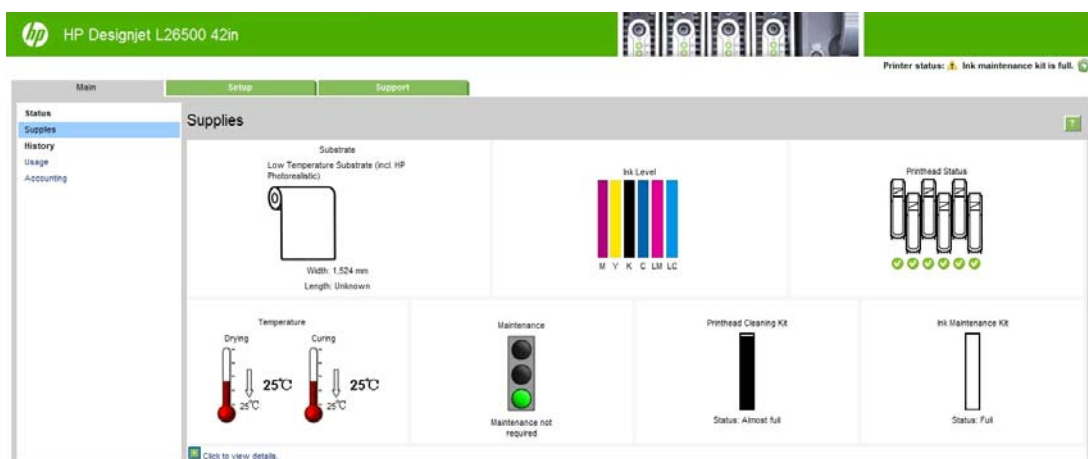 hp HP Designjet L26500 42in
Printer status: Ink maintenance kit is full.
Main Setup Support
Status
Supplies
History
Usage
Accounting
Supplies
?
Substrate
Low Temperature Substrate (incl. HP
Photorealistic)
Width: 1,524 mm
Length: Unknown
Ink Level
M Y K C LM LC
Printhead Status
Temperature
Drying Curing
25°C 25°C
25°C 25°C
Maintenance
Maintenance not
required
Printhead Cleaning Kit
Status: Almost full
Ink Maintenance Kit
Status: Full
Click to view details.